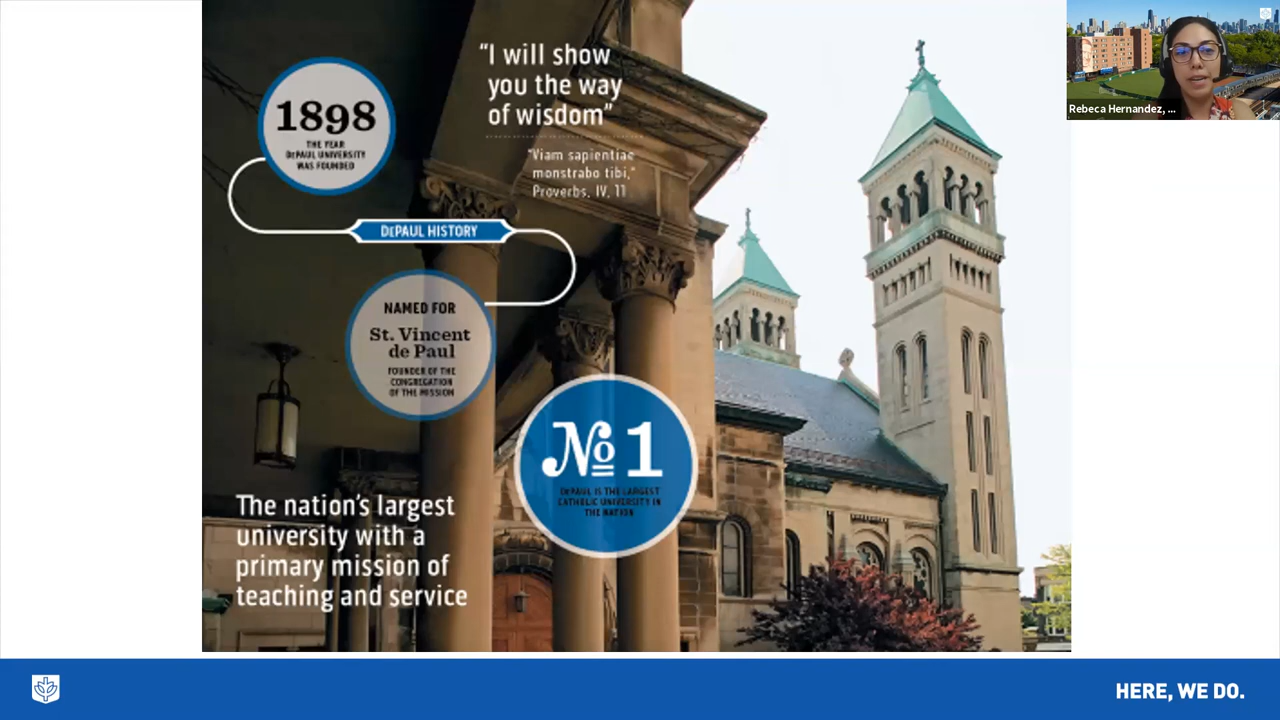 1898
THE YEAR
DEPAUL UNIVERSITY
WAS FOUNDED
“I will show
you the way
of wisdom”
“Viam sapientiae
monstrabo tibi,”
Proverbs, IV, 11
DEPAUL HISTORY
NAMED FOR
St. Vincent
de Paul
FOUNDER OF THE
CONGREGATION
OF THE MISSION
No 1
DEPAUL IS THE LARGEST
CATHOLIC UNIVERSITY IN
THE NATION
The nation’s largest
university with a
primary mission of
teaching and service
Rebeca Hernandez, ...
HERE, WE DO.